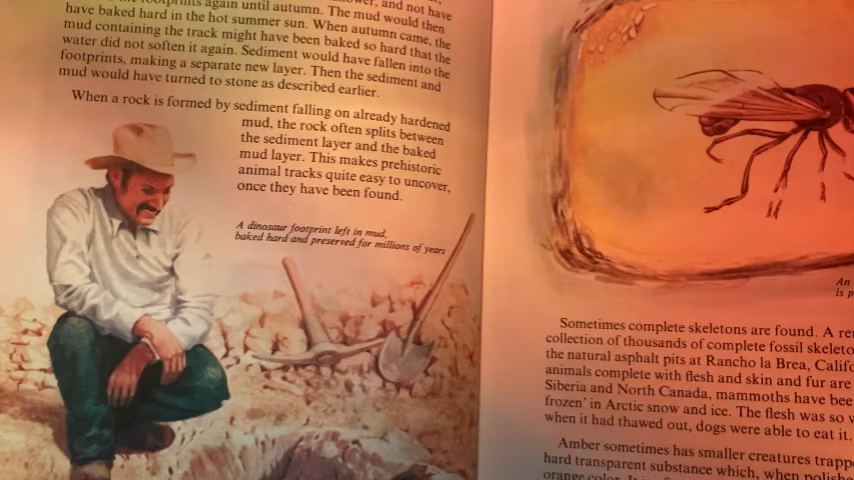 footprints again until autumn. The mud would then
have baked hard in the hot summer sun. When autumn came, the
mud containing the track might have been baked so hard that the
water did not soften it again. Sediment would have fallen into the
footprints, making a separate new layer. Then the sediment and
mud would have turned to stone as described earlier.
When a rock is formed by sediment falling on already hardened
mud, the rock often splits between
the sediment layer and the baked
mud layer. This makes prehistoric
animal tracks quite easy to uncover,
once they have been found.
A dinosaur footprint left in mud,
baked hard and preserved for millions of years
An
is
Sometimes complete skeletons are found. A
collection of thousands of complete fossil
the natural asphalt pits at Rancho la Brea,
animals complete with flesh and skin and fur are
Siberia and North Canada, mammoths have
frozen' in Arctic snow and ice. The flesh was so
when it had thawed out, dogs were able to eat it.
Amber sometimes has smaller creatures
hard transparent substance which, when
orange color.